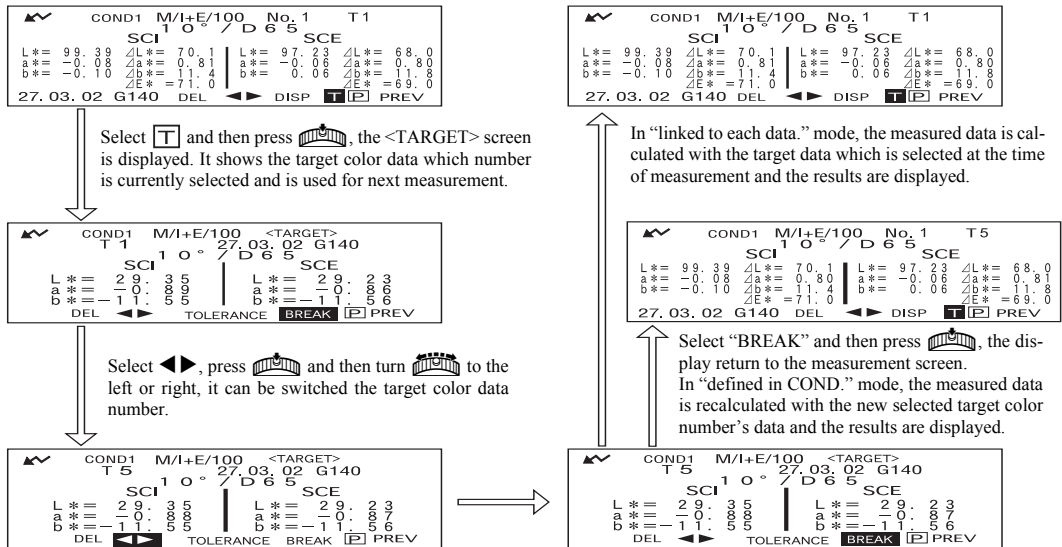 COND1 M/I+E/100 No. 1 T1
10°/D65
SCI SCE
L*= 99. 39 ⊿L*= 70. 1 L*= 97. 23 ⊿L*= 68. 0
a*= −0. 08 ⊿a*= 0. 81 a*= −0. 06 ⊿a*= 0. 80
b*= −0. 10 ⊿b*= 11. 4 b*= 0. 06 ⊿b*= 11. 8
⊿E* =71. 0 ⊿E* =69. 0
27. 03. 02 G140 DEL ◀▶ DISP T P PREV
Select T and then press , the <TARGET> screen
is displayed. It shows the target color data which number
is currently selected and is used for next measurement.
COND1 M/I+E/100 <TARGET>
T 1 27. 03. 02 G140
10°/D65
SCI SCE
L*= 29. 35 L*= 29. 23
a*= −0. 89 a*= −0. 86
b*=−11. 55 b*=−11. 56
DEL ◀▶ TOLERANCE BREAK P PREV
Select ◀▶, press and then turn to the
left or right, it can be switched the target color data
number.
COND1 M/I+E/100 <TARGET>
T 5 27. 03. 02 G140
10°/D65
SCI SCE
L*= 29. 35 L*= 29. 23
a*= −0. 88 a*= −0. 87
b*=−11. 55 b*=−11. 56
DEL ◀▶ TOLERANCE BREAK P PREV
COND1 M/I+E/100 No. 1 T1
10°/D65
SCI SCE
L*= 99. 39 ⊿L*= 70. 1 L*= 97. 23 ⊿L*= 68. 0
a*= −0. 08 ⊿a*= 0. 81 a*= −0. 06 ⊿a*= 0. 80
b*= −0. 10 ⊿b*= 11. 4 b*= 0. 06 ⊿b*= 11. 8
⊿E* =71. 0 ⊿E* =69. 0
27. 03. 02 G140 DEL ◀▶ DISP T P PREV
In “linked to each data.” mode, the measured data is cal-
culated with the target data which is selected at the time
of measurement and the results are displayed.
COND1 M/I+E/100 No. 1 T5
10°/D65
SCI SCE
L*= 99. 39 ⊿L*= 70. 1 L*= 97. 23 ⊿L*= 68. 0
a*= −0. 08 ⊿a*= 0. 80 a*= −0. 06 ⊿a*= 0. 81
b*= −0. 10 ⊿b*= 11. 4 b*= 0. 06 ⊿b*= 11. 8
⊿E* =71. 0 ⊿E* =69. 0
27. 03. 02 G140 DEL ◀▶ DISP T P PREV
Select “BREAK” and then press , the dis-
play return to the measurement screen.
In “defined in COND.” mode, the measured data
is recalculated with the new selected target color
number’s data and the results are displayed.
COND1 M/I+E/100 <TARGET>
T 5 27. 03. 02 G140
10°/D65
SCI SCE
L*= 29. 35 L*= 29. 23
a*= −0. 88 a*= −0. 87
b*=−11. 55 b*=−11. 56
DEL ◀▶ TOLERANCE BREAK P PREV